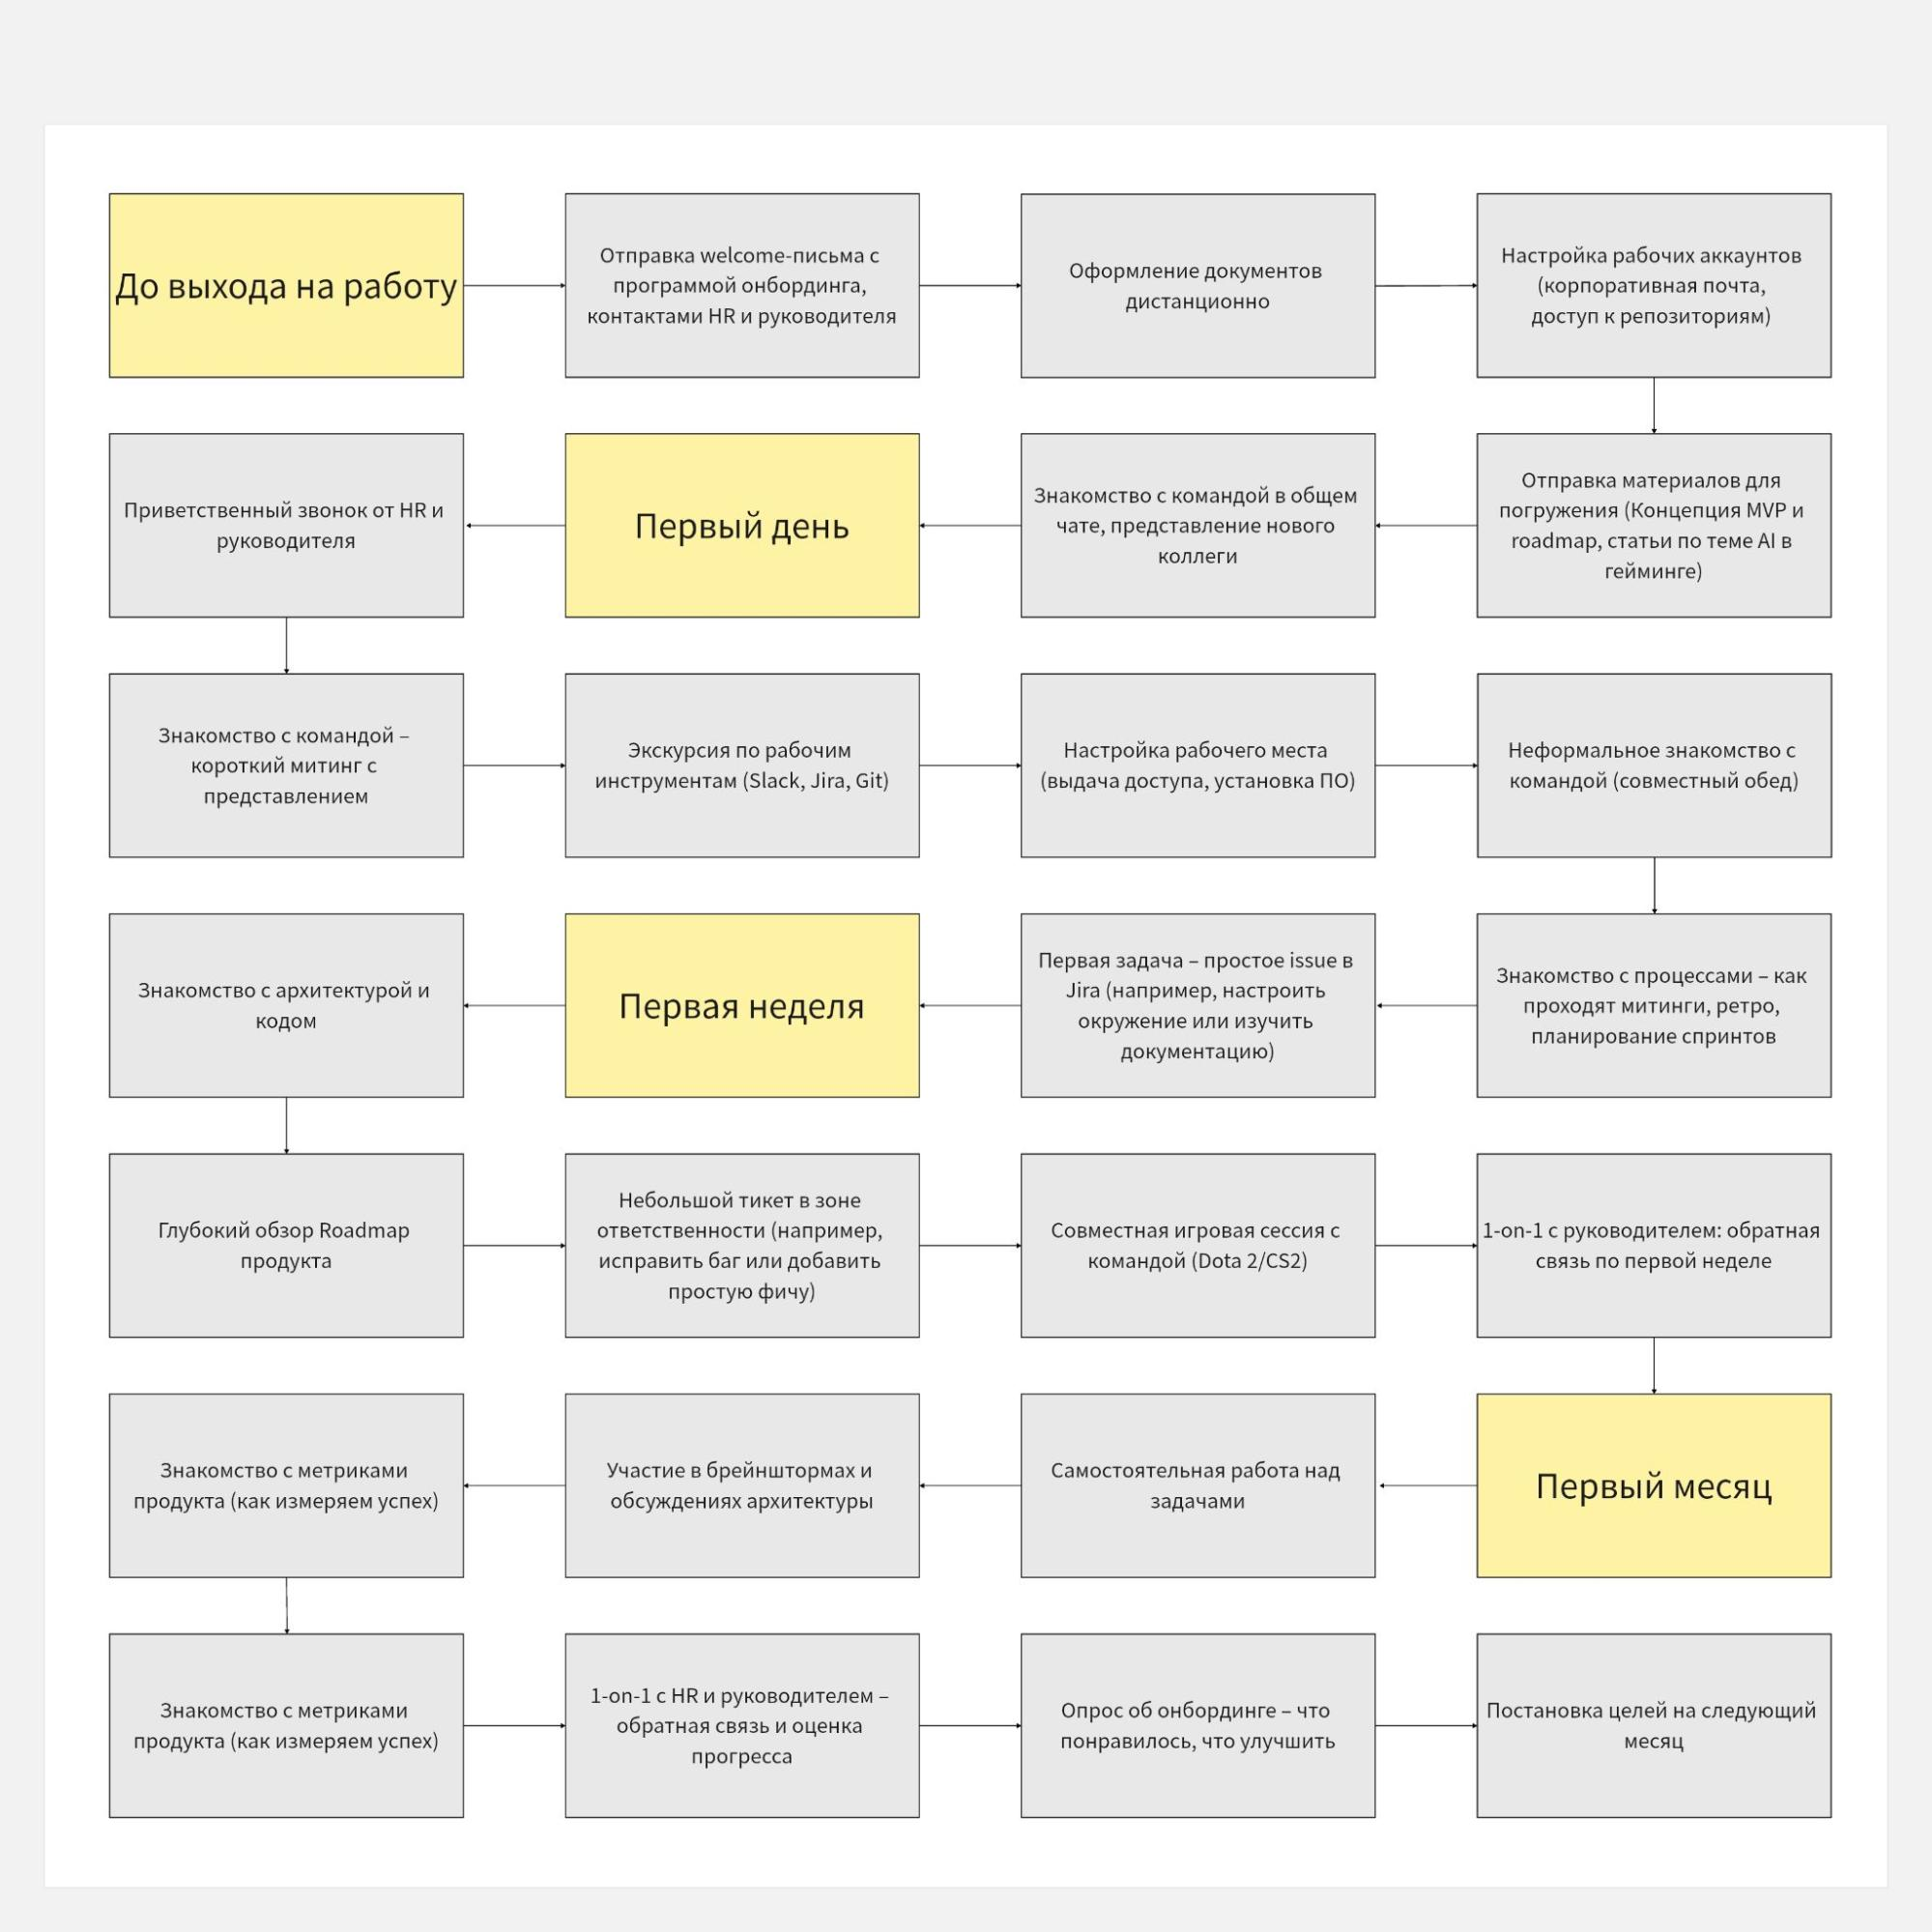 До выхода на работу
Отправка welcome-письма с
программой онбординга,
контактами HR и руководителя
Оформление документов
дистанционно
Настройка рабочих аккаунтов
(корпоративная почта,
доступ к репозиториям)
Отправка материалов для
погружения (Концепция MVP и
roadmap, статьи по теме AI в
гейминге)
Знакомство с командой в общем
чате, представление нового
коллеги
Первый день
Приветственный звонок от HR и
руководителя
Знакомство с командой –
короткий митинг с
представлением
Экскурсия по рабочим
инструментам (Slack, Jira, Git)
Настройка рабочего места
(выдача доступа, установка ПО)
Неформальное знакомство с
командой (совместный обед)
Знакомство с процессами – как
проходят митинги, ретро,
планирование спринтов
Первая задача – простое issue в
Jira (например, настроить
окружение или изучить
документацию)
Первая неделя
Знакомство с архитектурой и
кодом
Глубокий обзор Roadmap
продукта
Небольшой тикет в зоне
ответственности (например,
исправить баг или добавить
простую фичу)
Совместная игровая сессия с
командой (Dota 2/CS2)
1-on-1 с руководителем: обратная
связь по первой неделе
Первый месяц
Самостоятельная работа над
задачами
Участие в брейнштормах и
обсуждениях архитектуры
Знакомство с метриками
продукта (как измеряем успех)
Знакомство с метриками
продукта (как измеряем успех)
1-on-1 с HR и руководителем –
обратная связь и оценка
прогресса
Опрос об онбординге – что
понравилось, что улучшить
Постановка целей на следующий
месяц